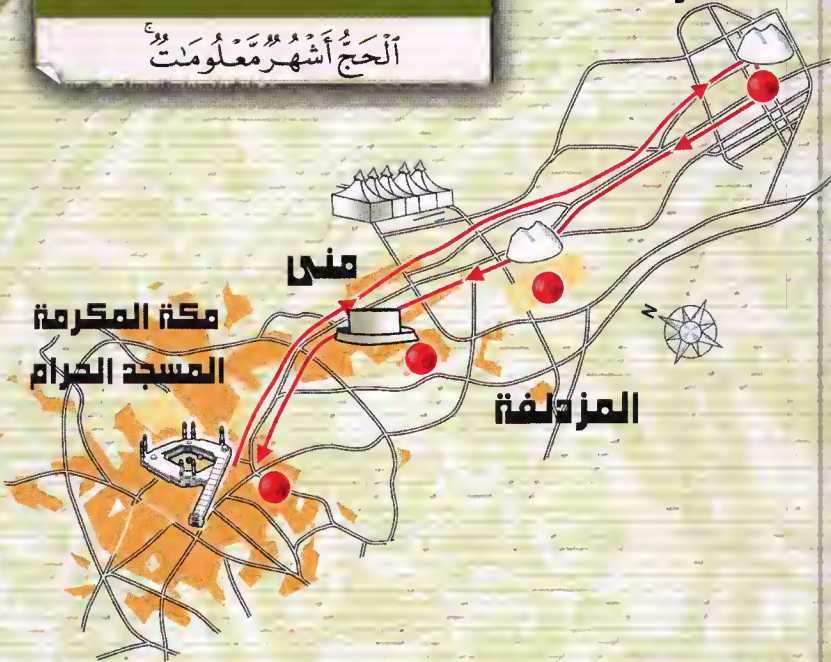 ٱلْحَجُّ أَشْهُرٌ مَّعْلُومَٰتٌ ۚ
منى
مكة المكرمة
المسجد الحرام
المزدلفة
N